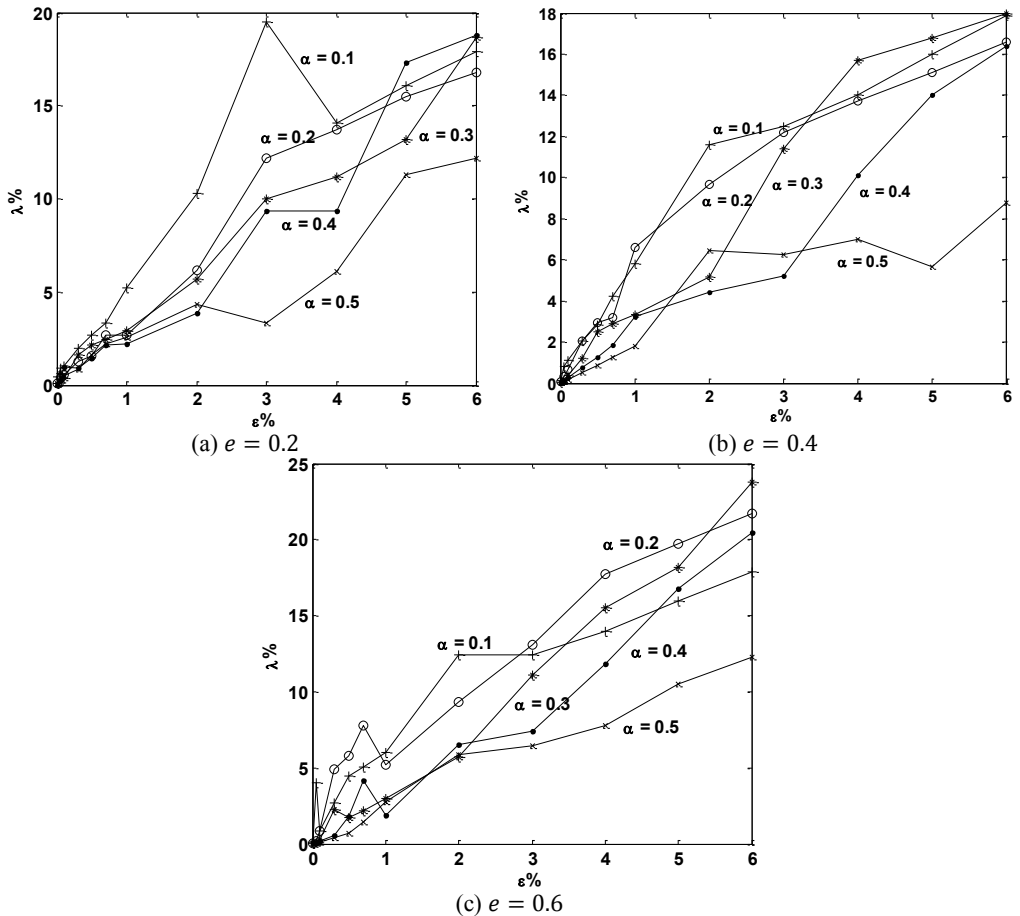 20
15
10
5
0
λ%
α = 0.1
α = 0.2
α = 0.3
α = 0.4
α = 0.5
0 1 2 3 4 5 6
ε%
(a) e = 0.2
18
16
14
12
10
8
6
4
2
0
λ%
α = 0.1
α = 0.3
α = 0.4
α = 0.2
α = 0.5
0 1 2 3 4 5 6
ε%
(b) e = 0.4
25
20
15
10
5
0
λ%
α = 0.2
α = 0.1
α = 0.4
α = 0.3
α = 0.5
0 1 2 3 4 5 6
ε%
(c) e = 0.6